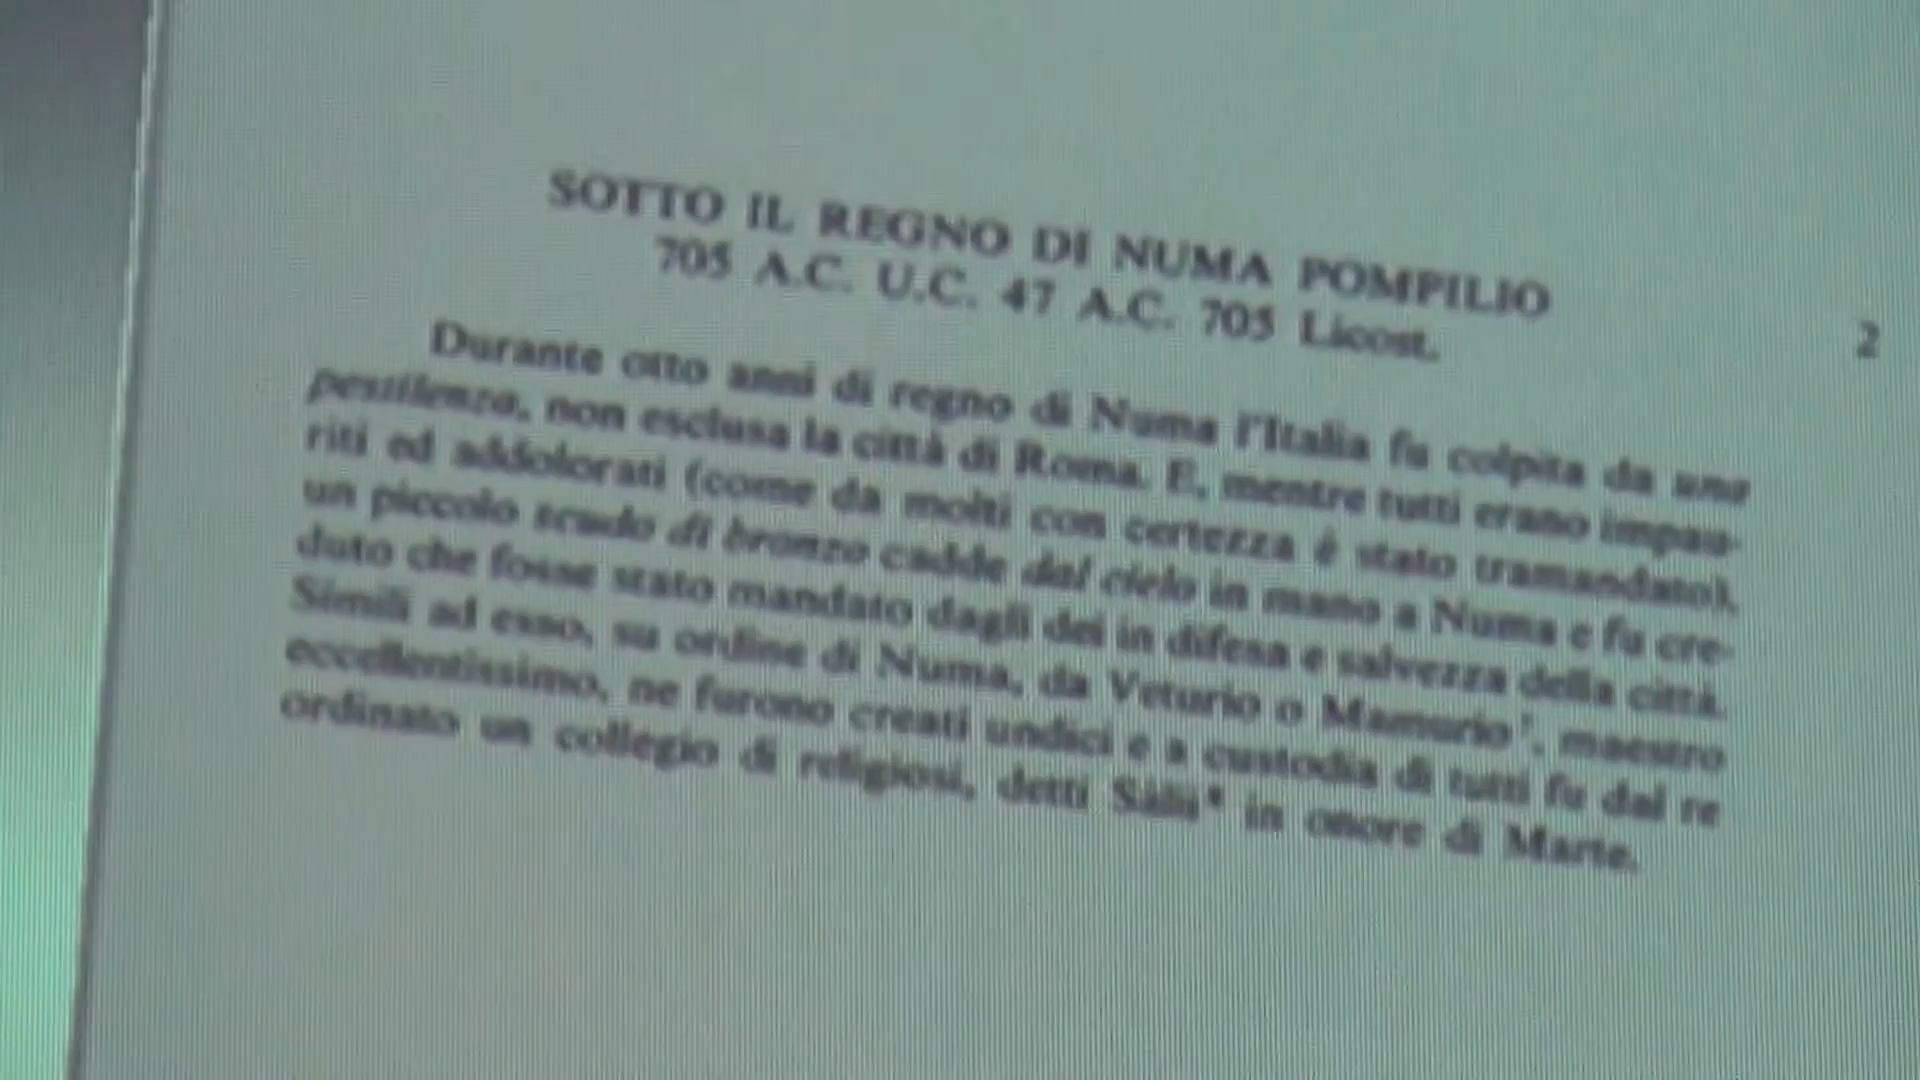 SOTTO IL REGNO DI NUMA POMPILIO
705 A.C. U.C. 47 A.C. 705 Licost.
2
Durante otto anni di regno di Numa l'Italia fu colpita da una
pestilenza, non esclusa la città di Roma. E, mentre tutti erano impau-
riti ed addolorati (come da molti con certezza è stato tramandato),
un piccolo scudo di bronzo cadde dal cielo in mano a Numa e fu cre-
duto che fosse stato mandato dagli dei in difesa e salvezza della città.
Simili ad esso, su ordine di Numa, da Veturio o Mamurio, maestro
eccellentissimo, ne furono creati undici e a custodia di tutti fu dal re
ordinato un collegio di religiosi, detti Sàlii* in onore di Marte.